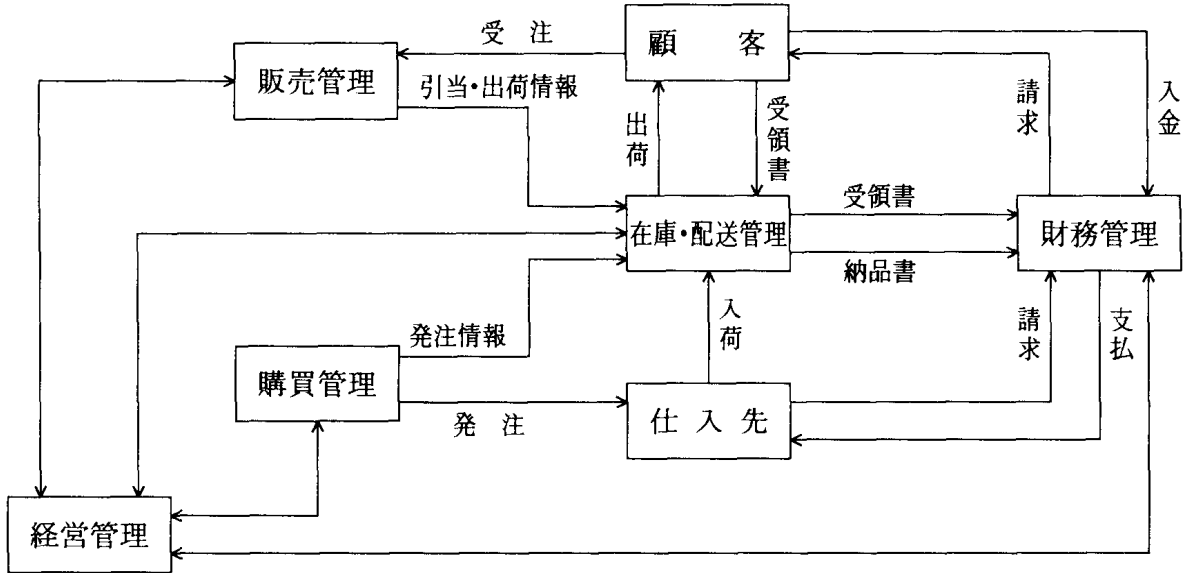 受 注
顧 客
販売管理
引当・出荷情報
出荷
受領書
請求
入金
受領書
在庫・配送管理
財務管理
納品書
発注情報
入荷
請求
支払
購買管理
発 注
仕 入 先
経営管理